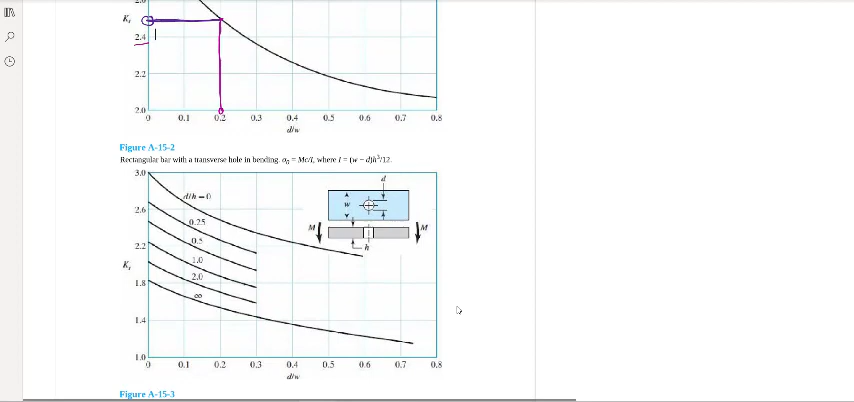 2.6
K_t
2.4
2.2
2.0
0 0.1 0.2 0.3 0.4 0.5 0.6 0.7 0.8
d/w
Figure A-15-2
Rectangular bar with a transverse hole in bending. σ₀ = Mc/I, where I = (w − d)h³/12.
3.0
2.6
2.2
K_t
1.8
1.4
1.0
d/h = 0
0.25
0.5
1.0
2.0
∞
d
w
M
M
h
0 0.1 0.2 0.3 0.4 0.5 0.6 0.7 0.8
d/w
Figure A-15-3